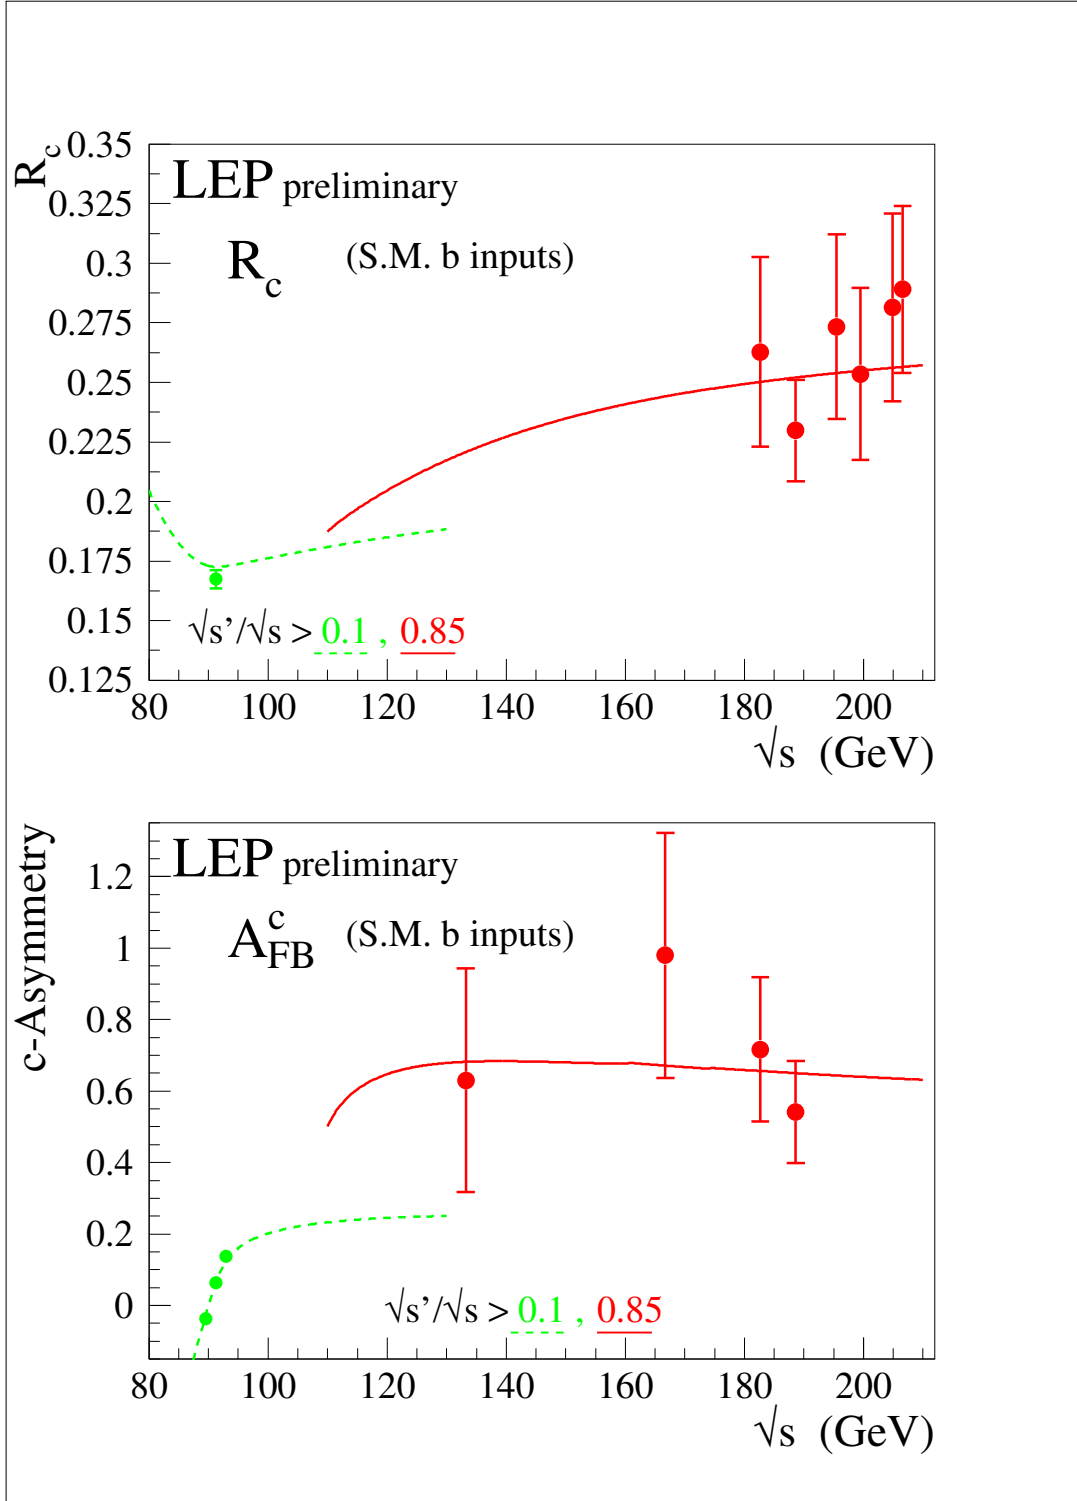 R_c
0.35
0.325
0.3
0.275
0.25
0.225
0.2
0.175
0.15
0.125
LEP preliminary
R_c (S.M. b inputs)
√s’/√s > 0.1 , 0.85
80 100 120 140 160 180 200
√s (GeV)
c-Asymmetry
1.2
1
0.8
0.6
0.4
0.2
0
LEP preliminary
A_FB^c (S.M. b inputs)
√s’/√s > 0.1 , 0.85
80 100 120 140 160 180 200
√s (GeV)